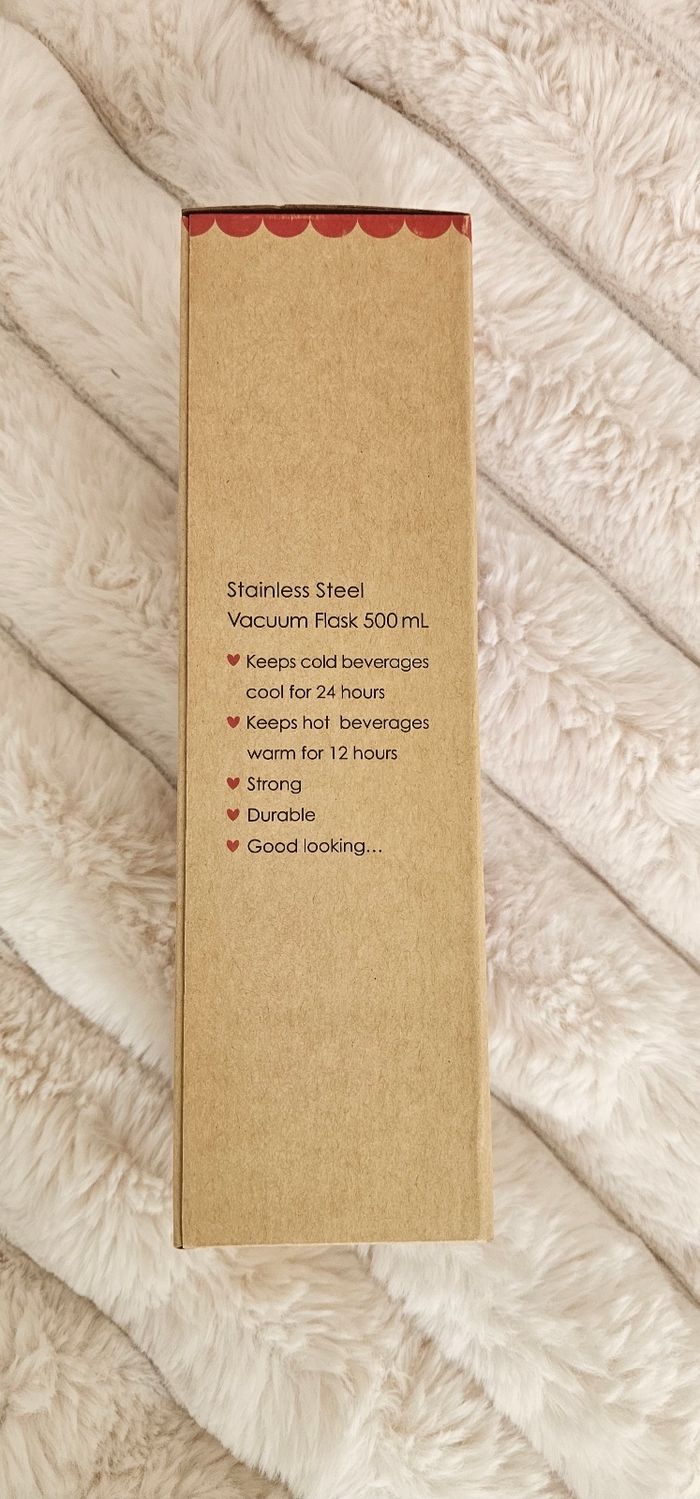 Stainless Steel
Vacuum Flask 500 mL
♥ Keeps cold beverages
cool for 24 hours
♥ Keeps hot beverages
warm for 12 hours
♥ Strong
♥ Durable
♥ Good looking...